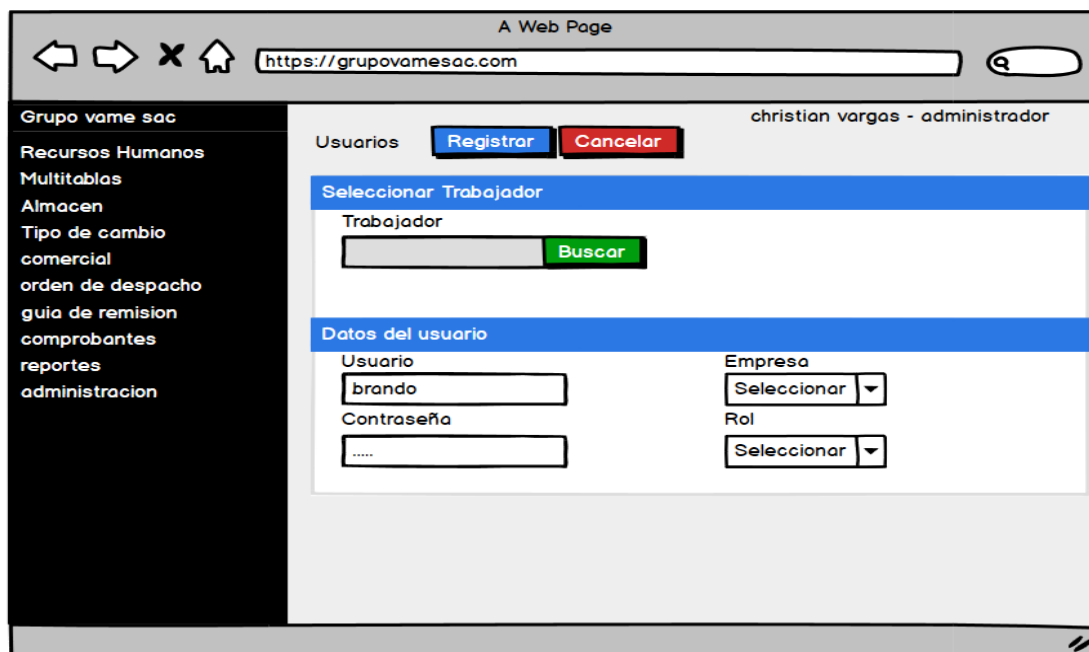 A Web Page
https://grupovamesac.com
Grupo vame sac
Recursos Humanos
Multitablas
Almacen
Tipo de cambio
comercial
orden de despacho
guia de remision
comprobantes
reportes
administracion
christian vargas - administrador
Usuarios Registrar Cancelar
Seleccionar Trabajador
Trabajador
Buscar
Datos del usuario
Usuario Empresa
brando Seleccionar
Contraseña Rol
..... Seleccionar